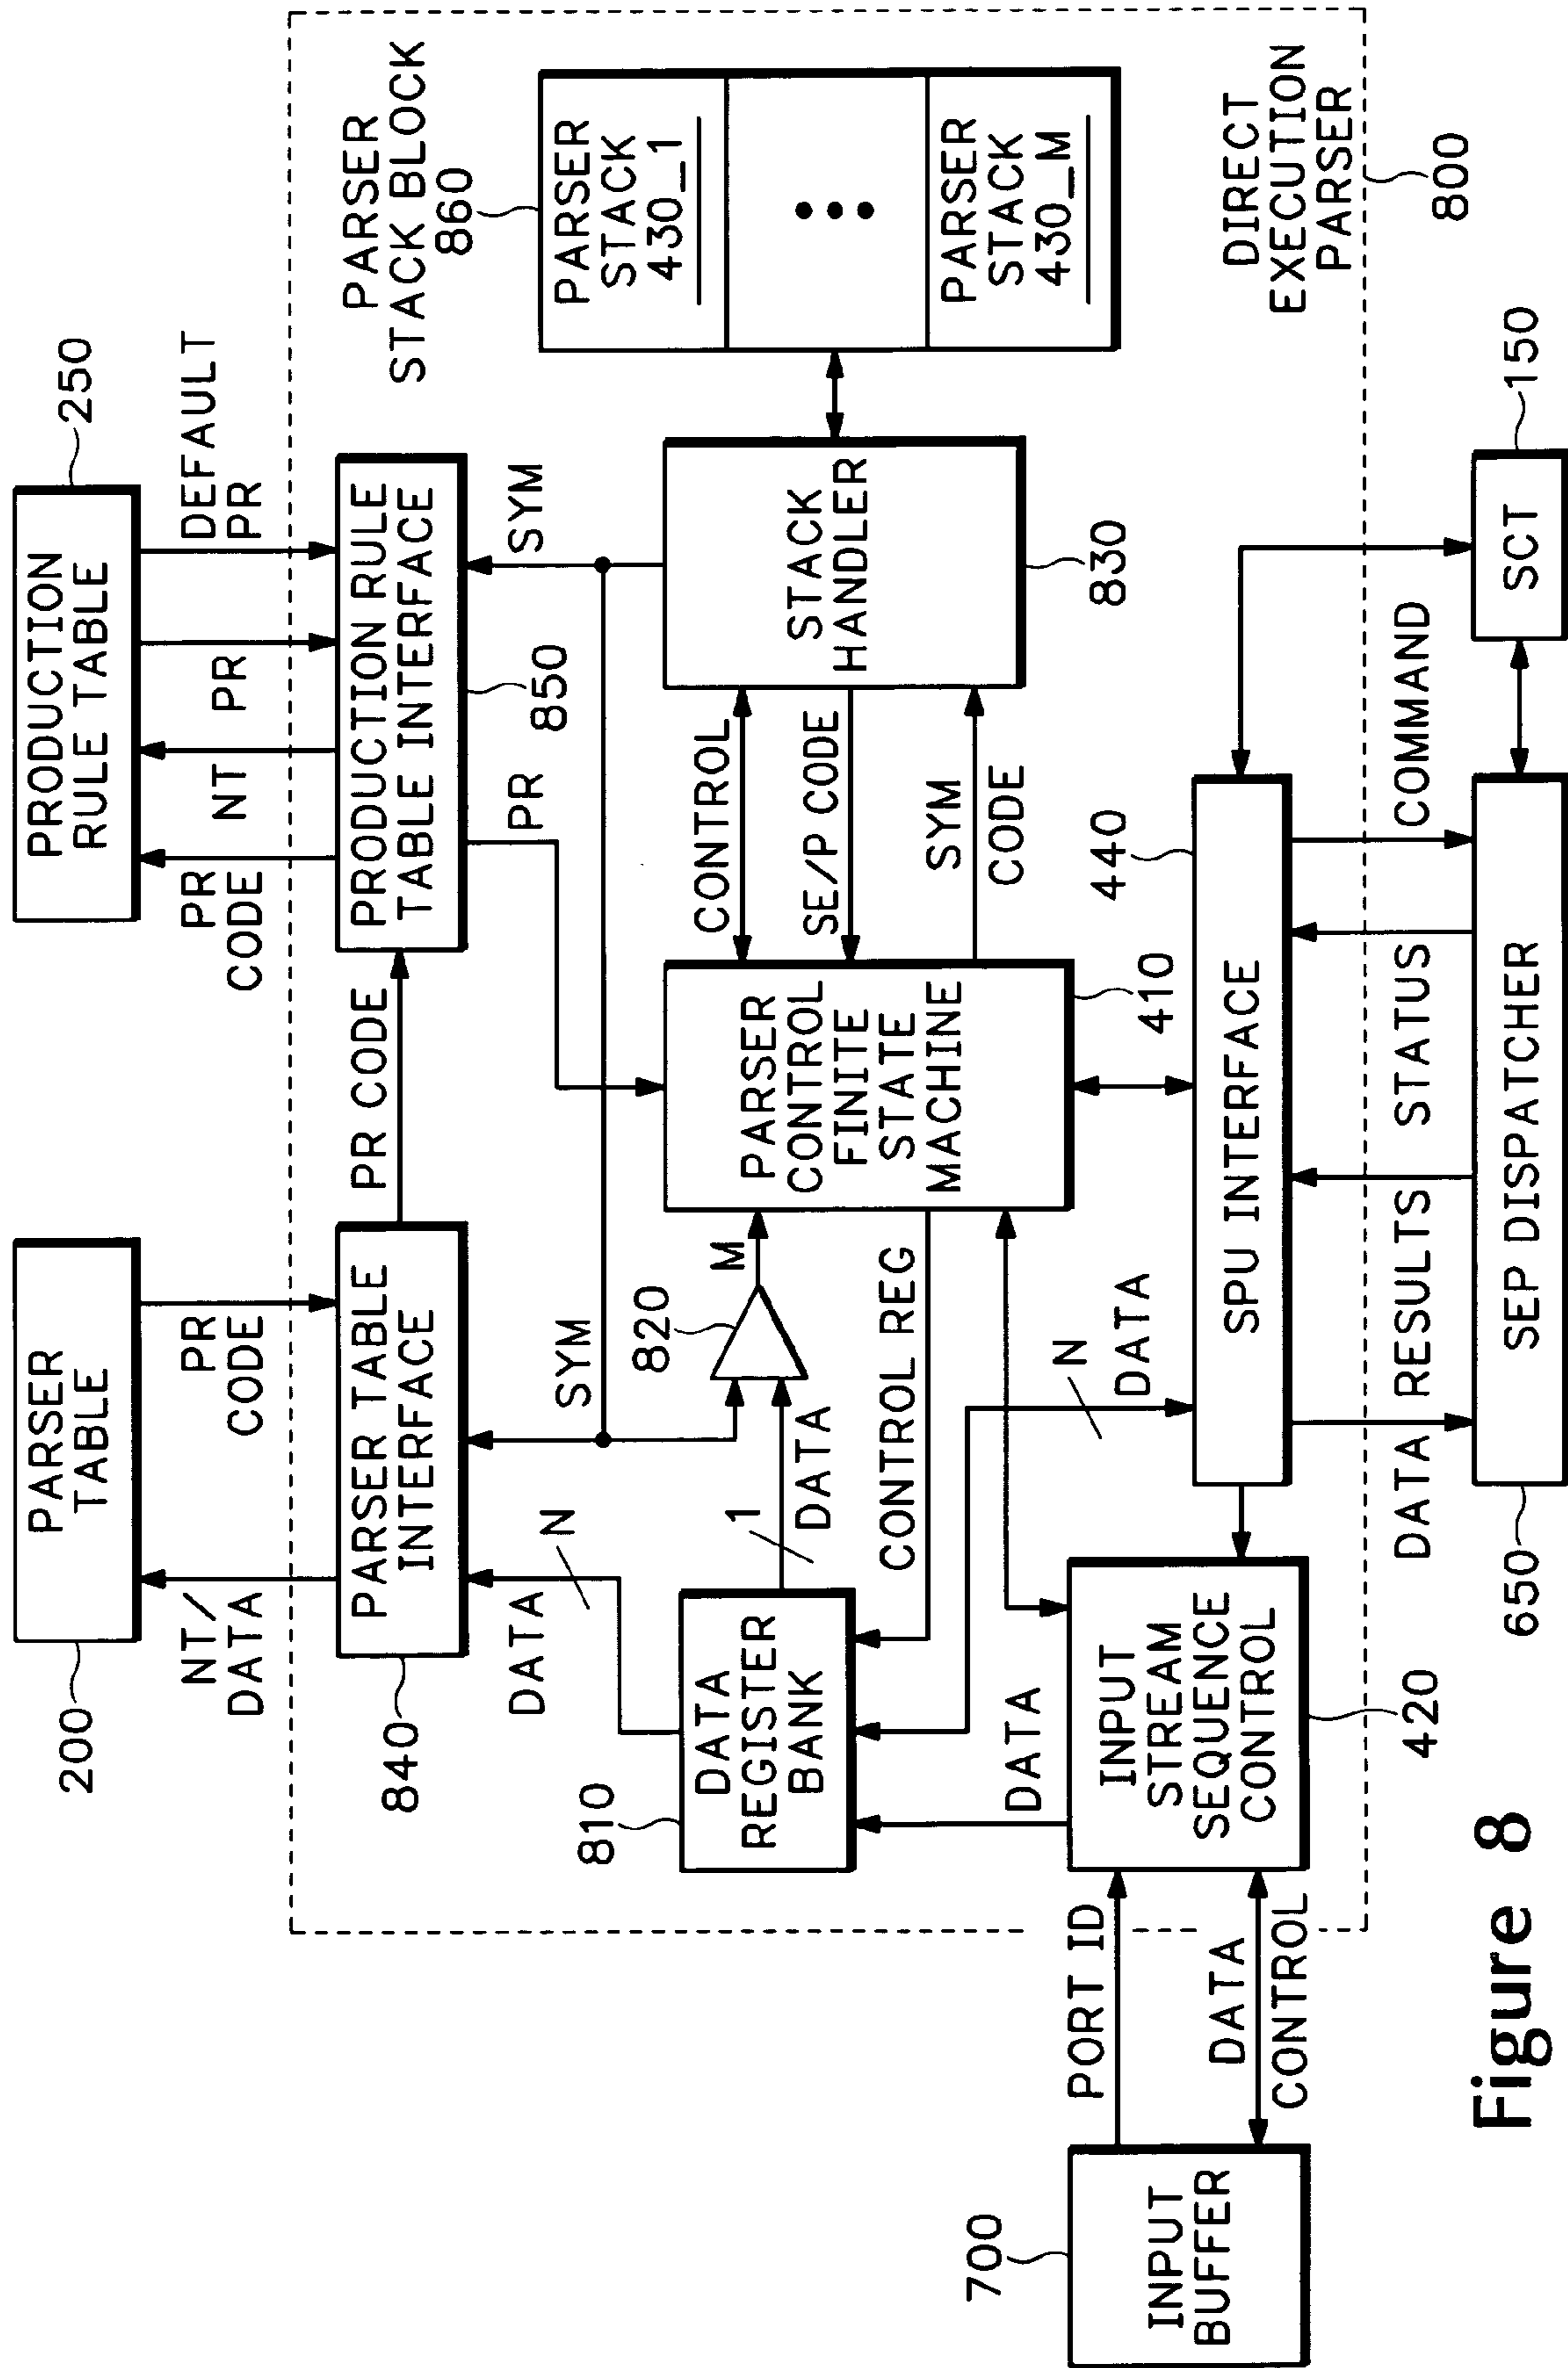 200
PARSER
TABLE
PRODUCTION
RULE TABLE
250
NT/
DATA
PR
CODE
PR
CODE
NT
PR
DEFAULT
PR
840
PARSER TABLE
INTERFACE
PR CODE
PRODUCTION RULE
TABLE INTERFACE
850
PARSER
STACK BLOCK
860
DATA
N
SYM
PR
SYM
810
DATA
REGISTER
BANK
1
DATA
820
M
PARSER
CONTROL
FINITE
STATE
MACHINE
410
CONTROL
SE/P CODE
SYM
CODE
STACK
HANDLER
830
PARSER
STACK
430_1
PARSER
STACK
430_M
CONTROL REG
DATA
N
DATA
700
INPUT
BUFFER
PORT ID
DATA
CONTROL
INPUT
STREAM
SEQUENCE
CONTROL
420
SPU INTERFACE
440
DIRECT
EXECUTION
PARSER
800
DATA
RESULTS
STATUS
COMMAND
650
SEP DISPATCHER
SCT
150
Figure 8